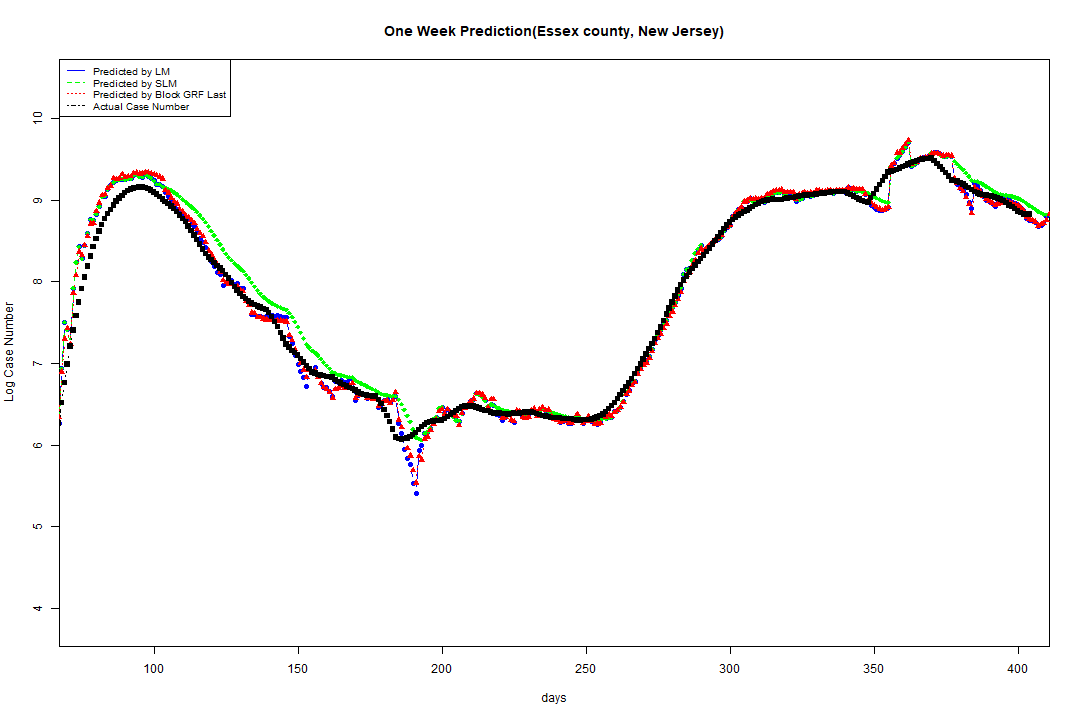 One Week Prediction(Essex county, New Jersey)
Predicted by LM
Predicted by SLM
Predicted by Block GRF Last
Actual Case Number
10
9
8
7
6
5
4
Log Case Number
100 150 200 250 300 350 400
days